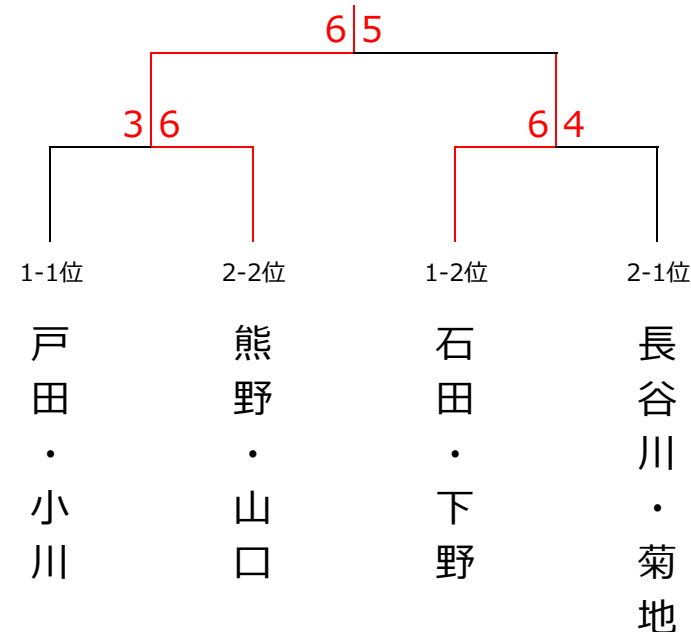 6 5
3 6
6 4
1-1位
2-2位
1-2位
2-1位
戸田・小川
熊野・山口
石田・下野
長谷川・菊地